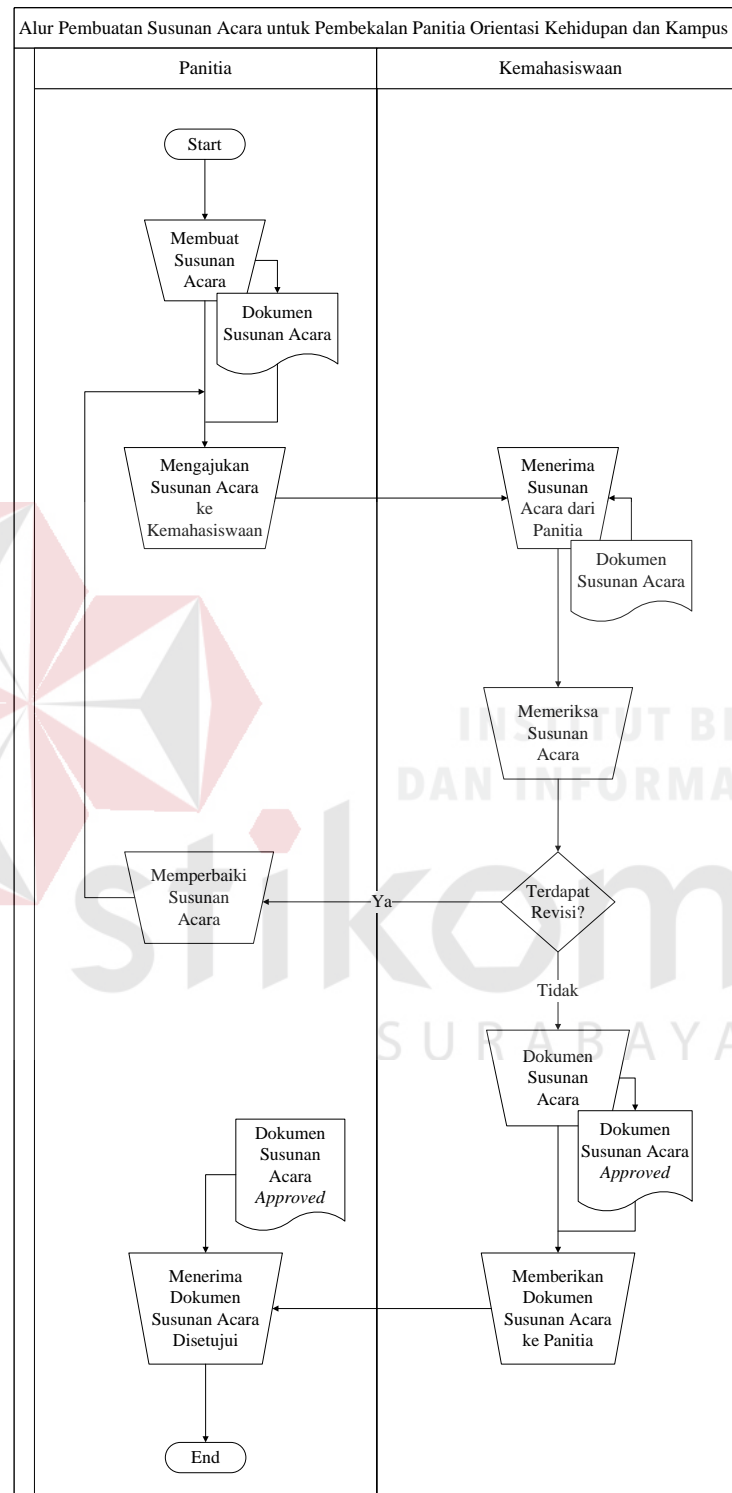 Alur Pembuatan Susunan Acara untuk Pembekalan Panitia Orientasi Kehidupan dan Kampus
Panitia
Kemahasiswaan
Start
Membuat
Susunan
Acara
Dokumen
Susunan Acara
Mengajukan
Susunan Acara
ke
Kemahasiswaan
Menerima
Susunan
Acara dari
Panitia
Dokumen
Susunan Acara
Memeriksa
Susunan
Acara
INSTITUT BI
DAN INFORMA
stikom
SURABAYA
Terdapat
Revisi?
Ya
Memperbaiki
Susunan
Acara
Tidak
Dokumen
Susunan
Acara
Dokumen
Susunan Acara
Approved
Dokumen
Susunan
Acara
Approved
Memberikan
Dokumen
Susunan Acara
ke Panitia
Menerima
Dokumen
Susunan Acara
Disetujui
End